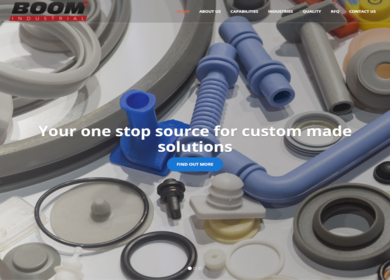 BOOM
INDUSTRIAL
HOME ABOUT US CAPABILITIES INDUSTRIES QUALITY RFQ CONTACT US
Your one stop source for custom made
solutions
FIND OUT MORE